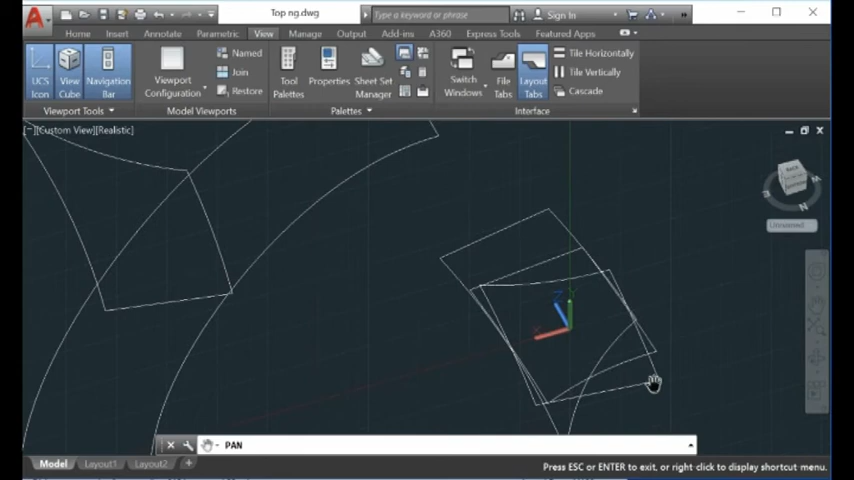 Top ng.dwg
Type a keyword or phrase
Sign In
Home Insert Annotate Parametric View Manage Output Add-ins A360 Express Tools Featured Apps
UCS Icon
View Cube
Navigation Bar
Viewport Configuration
Named
Join
Restore
Tool Palettes
Properties
Sheet Set Manager
Switch Windows
File Tabs
Layout Tabs
Tile Horizontally
Tile Vertically
Cascade
Viewport Tools
Model Viewports
Palettes
Interface
[−][Custom View][Realistic]
BACK
N
Unnamed
X
Z
Y
PAN
Model Layout1 Layout2 +
Press ESC or ENTER to exit, or right-click to display shortcut menu.